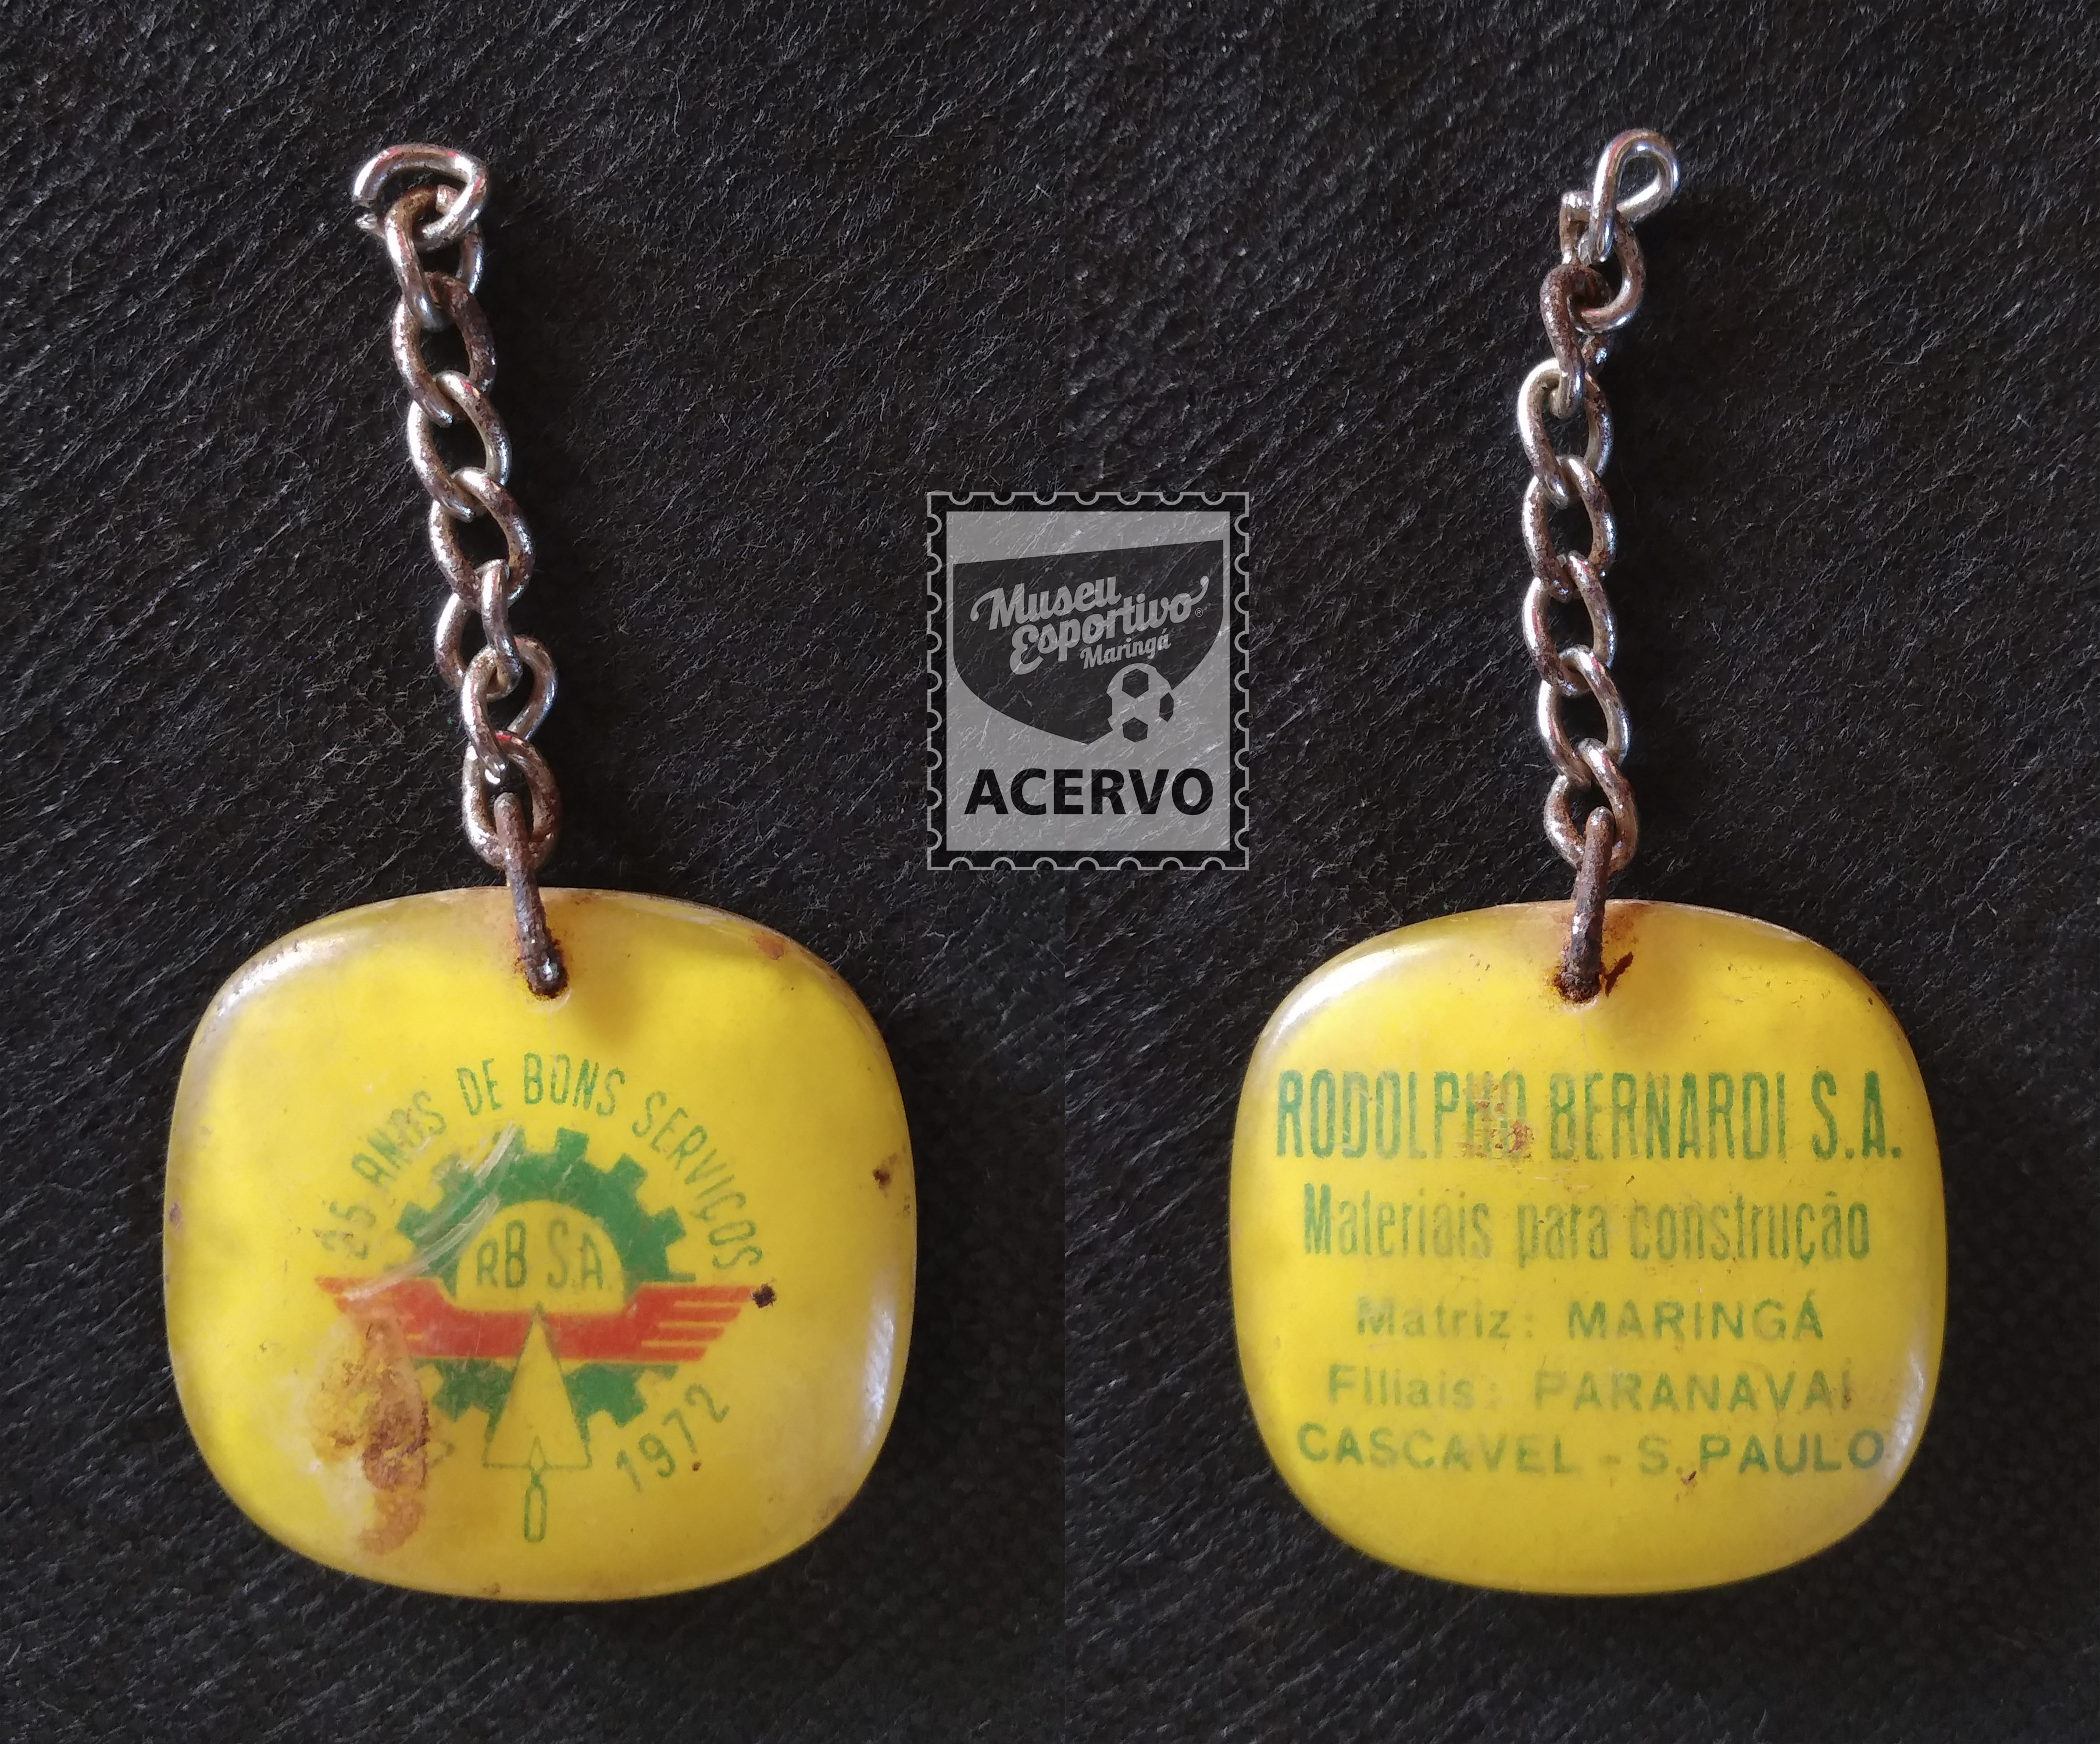 Museu
Esportivo
Maringá
ACERVO
ANOS DE BONS SERVIÇOS
RB S.A.
1972
RODOLPHO BERNARDI S.A.
Materiais para construção
Matriz: MARINGÁ
Filiais: PARANAVAÍ
CASCAVEL - S. PAULO